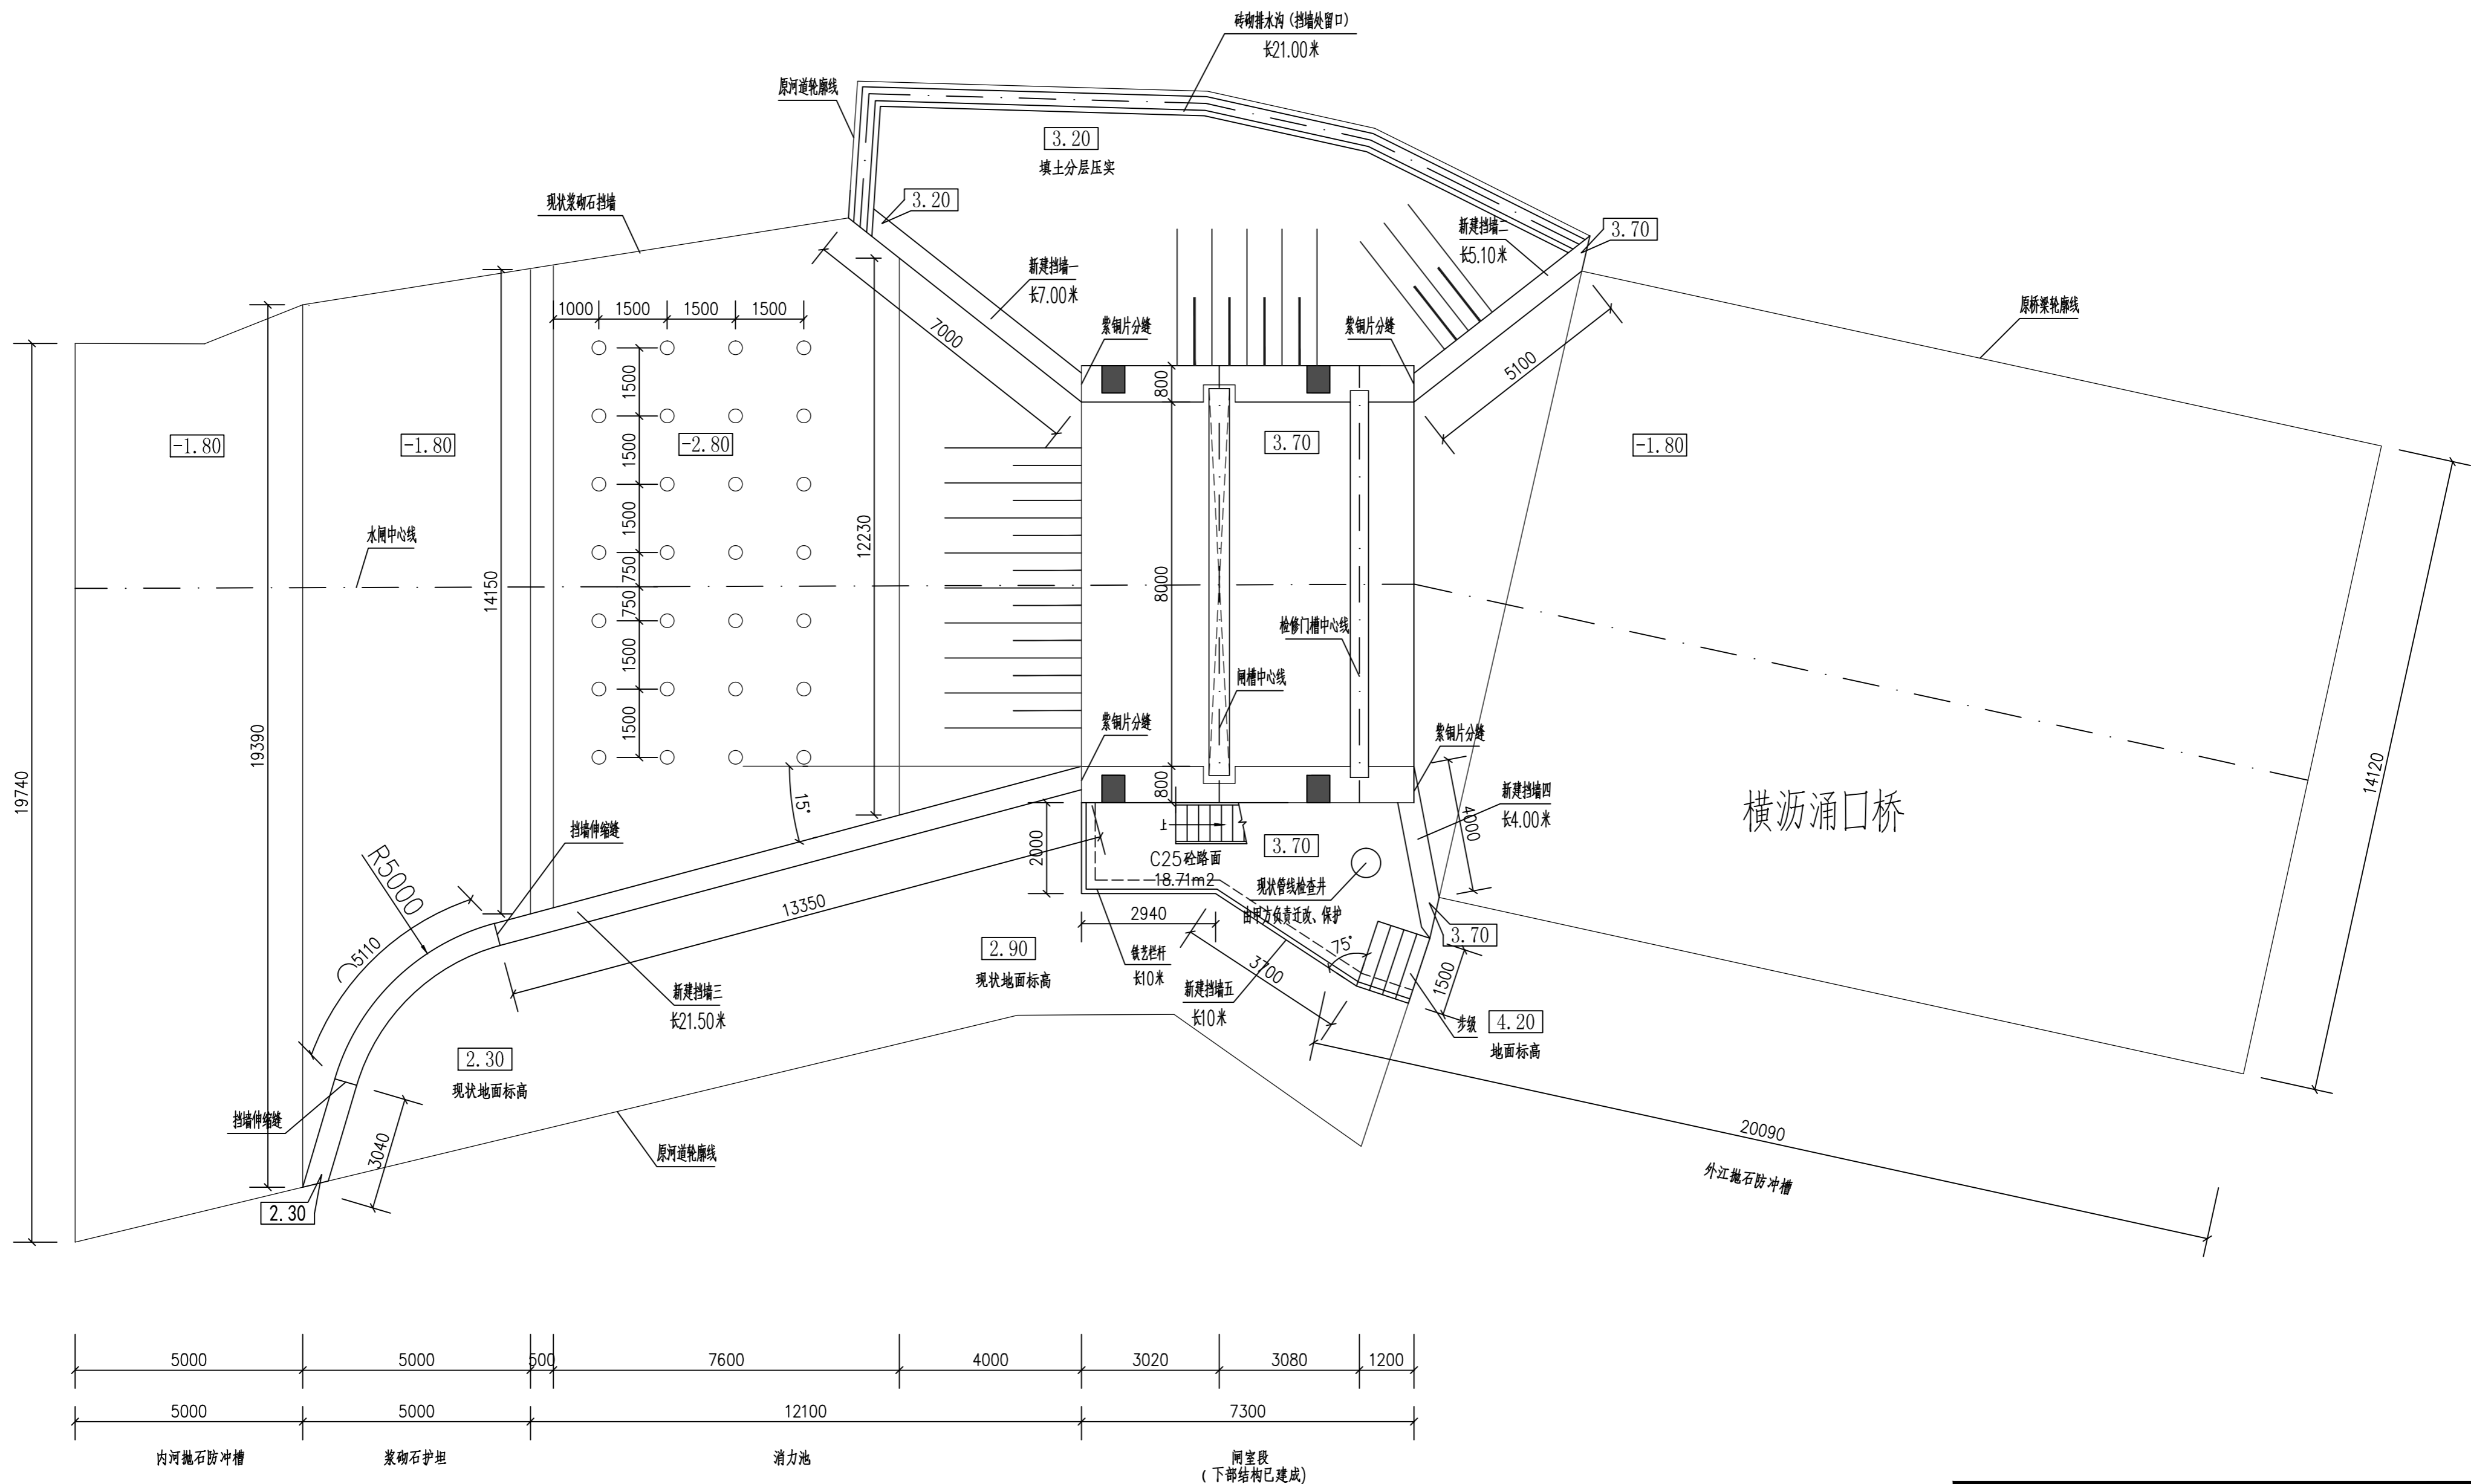 砖砌排水沟（挡墙处留口）
长21.00米
原河道轮廓线
3.20
填土分层压实
现状浆砌石挡墙
3.20
新建挡墙二
长5.10米
3.70
新建挡墙一
长7.00米
原桥梁轮廓线
1000
1500
1500
1500
7000
紫铜片分缝
紫铜片分缝
5100
800
1500
1500
1500
750
750
1500
1500
-1.80
-1.80
-2.80
3.70
-1.80
水闸中心线
19740
19390
14150
12230
8000
检修门槽中心线
闸槽中心线
紫铜片分缝
紫铜片分缝
800
15°
14120
横沥涌口桥
新建挡墙四
长4.00米
4000
上
3.70
C25砼路面
18.71m2
现状管线检查井
由甲方负责迁改、保护
2000
2940
挡墙伸缩缝
R5000
5110
13350
2.90
现状地面标高
铁艺栏杆
长10米
3700
75°
3.70
1500
新建挡墙五
长10米
步级
4.20
地面标高
新建挡墙三
长21.50米
2.30
现状地面标高
挡墙伸缩缝
3040
原河道轮廓线
2.30
20090
外江抛石防冲槽
5000
5000
500
7600
4000
3020
3080
1200
5000
5000
12100
7300
内河抛石防冲槽
浆砌石护坦
消力池
闸室段
（下部结构已建成）